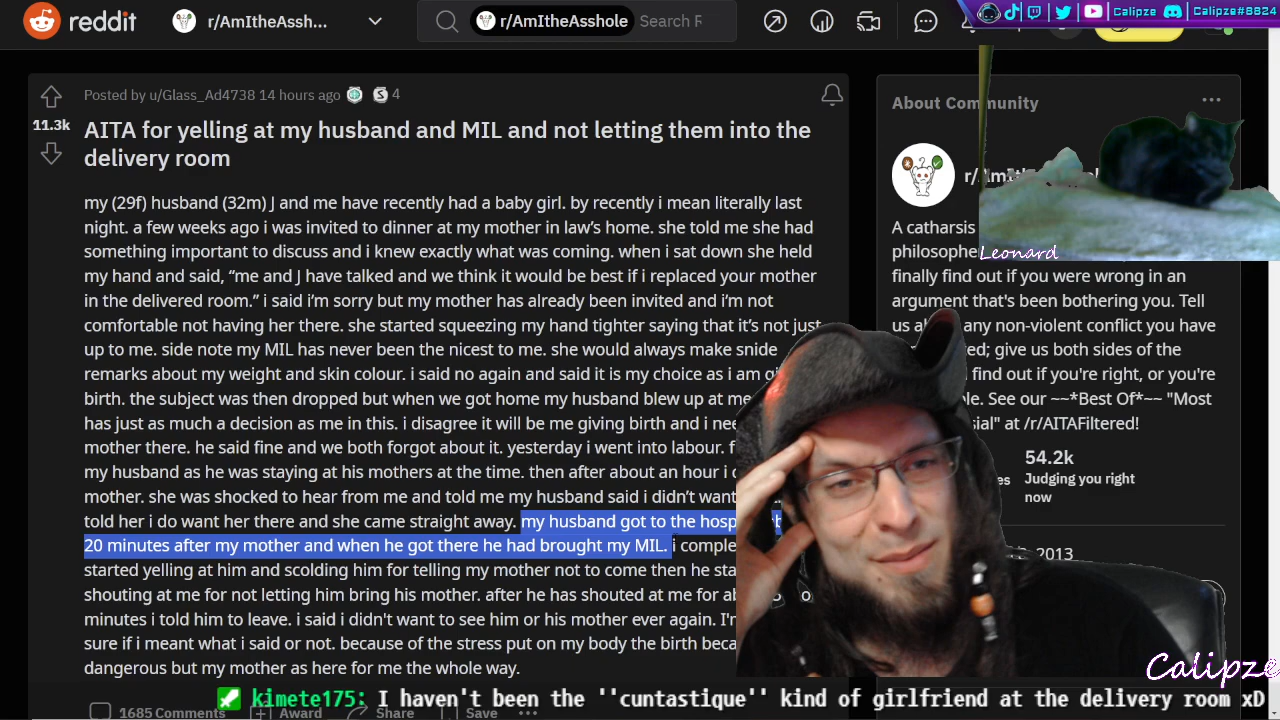 reddit
r/AmItheAssh...
r/AmItheAsshole
Calipze
Calipze#8824
Posted by u/Glass_Ad4738 14 hours ago
4
11.3k
AITA for yelling at my husband and MIL and not letting them into the
delivery room
my (29f) husband (32m) J and me have recently had a baby girl. by recently i mean literally last
night. a few weeks ago i was invited to dinner at my mother in law’s home. she told me she had
something important to discuss and i knew exactly what was coming. when i sat down she held
my hand and said, “me and J have talked and we think it would be best if i replaced your mother
in the delivered room.” i said i’m sorry but my mother has already been invited and i’m not
comfortable not having her there. she started squeezing my hand tighter saying that it’s not just
up to me. side note my MIL has never been the nicest to me. she would always make snide
remarks about my weight and skin colour. i said no again and said it is my choice as i am
birth. the subject was then dropped but when we got home my husband blew up at me
has just as much a decision as me in this. i disagree it will be me giving birth and i
mother there. he said fine and we both forgot about it. yesterday i went into labour.
my husband as he was staying at his mothers at the time. then after about an hour i
mother. she was shocked to hear from me and told me my husband said i didn’t want
told her i do want her there and she came straight away. my husband got to the
20 minutes after my mother and when he got there he had brought my MIL. i
started yelling at him and scolding him for telling my mother not to come then he
shouting at me for not letting him bring his mother. after he has shouted at me for
minutes i told him to leave. i said i didn't want to see him or his mother ever again. I'm
sure if i meant what i said or not. because of the stress put on my body the birth
dangerous but my mother as here for me the whole way.
1685 Comments
Award
Share
Save
...
About Community
A catharsis
philosophe
finally find out if you were wrong in an
argument that's been bothering you. Tell
us any non-violent conflict you have
give us both sides of the
find out if you're right, or you're
See our ~~*Best Of*~~ "Most
at /r/AITAFiltered!
54.2k
Judging you right
now
2013
Leonard
Calipze
kimete175: I haven't been the ''cuntastique'' kind of girlfriend at the delivery room xD